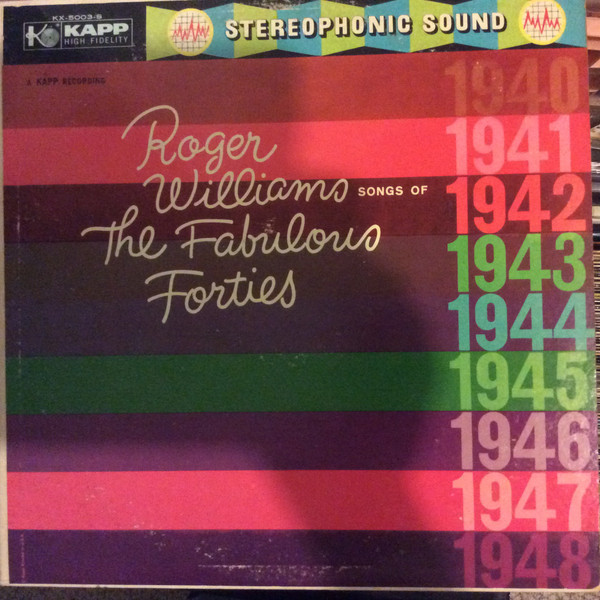 KX-5003-S
K KAPP
HIGH FIDELITY
STEREOPHONIC SOUND
A KAPP RECORDING
Roger
Williams SONGS OF
The Fabulous
Forties
1940
1941
1942
1943
1944
1945
1946
1947
1948